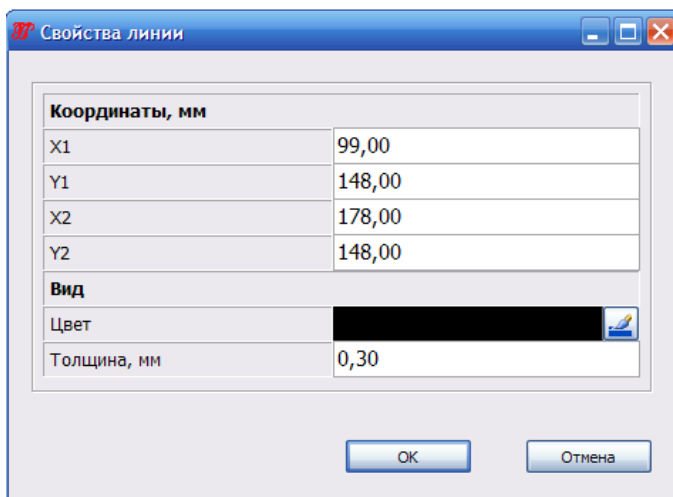 Свойства линии
Координаты, мм
X1 99,00
Y1 148,00
X2 178,00
Y2 148,00
Вид
Цвет
Толщина, мм 0,30
OK Отмена